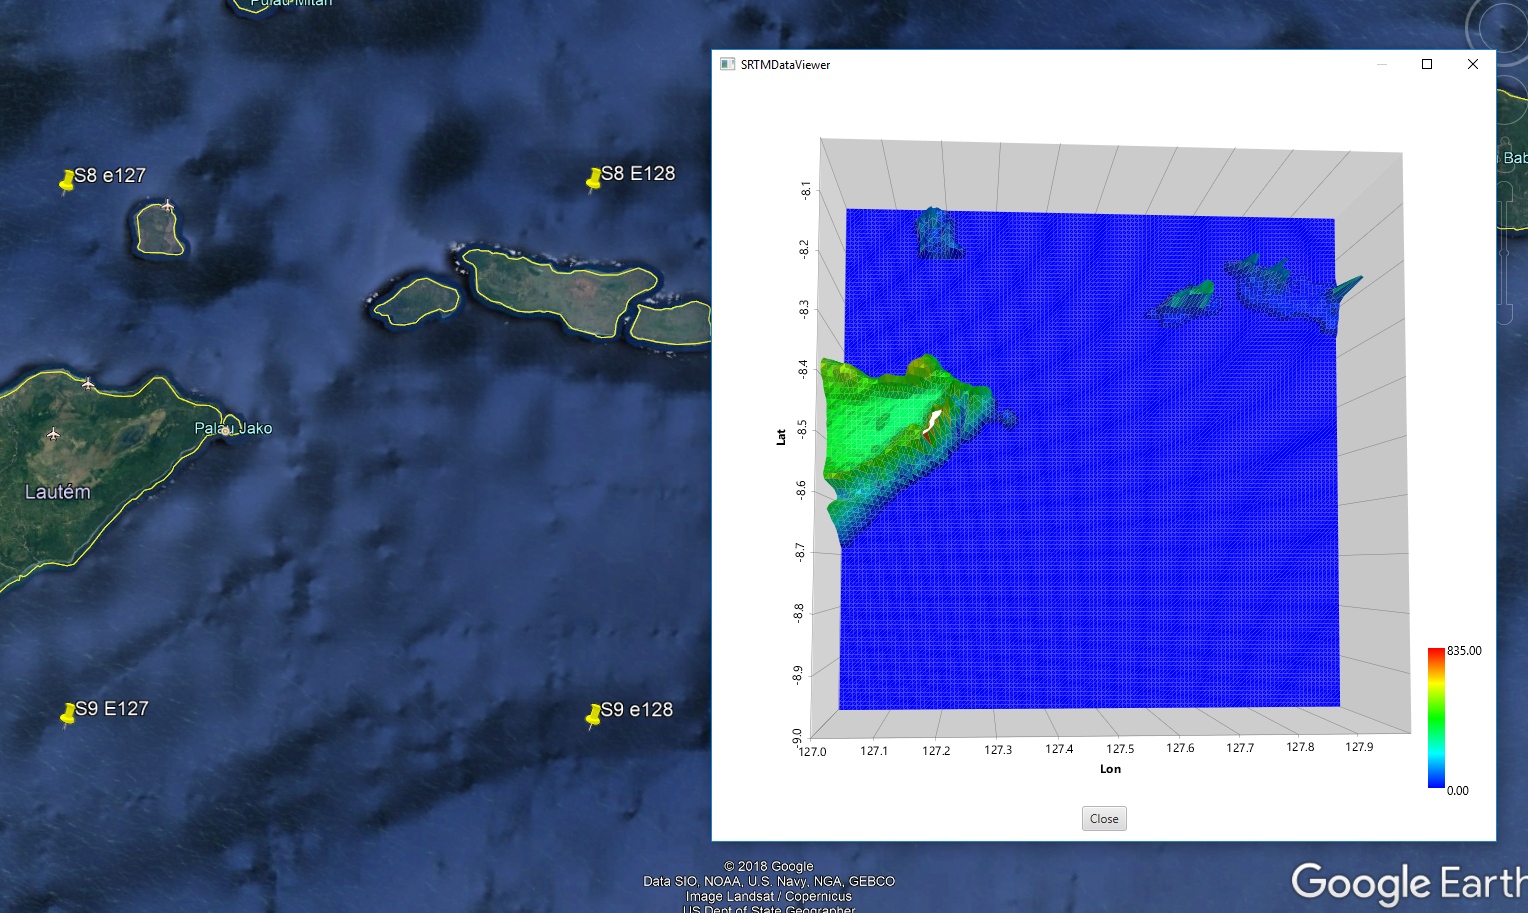 Pulau Mitan
SRTMDataViewer
S8 e127
S8 E128
Palau Jako
Lautém
S9 E127
S9 e128
-8.1
-8.2
-8.3
-8.4
-8.5
-8.6
-8.7
-8.8
-8.9
-9.0
Lat
127.0 127.1 127.2 127.3 127.4 127.5 127.6 127.7 127.8 127.9
Lon
835.00
0.00
Close
© 2018 Google
Data SIO, NOAA, U.S. Navy, NGA, GEBCO
Image Landsat / Copernicus
US Dept of State Geographer
Google Earth